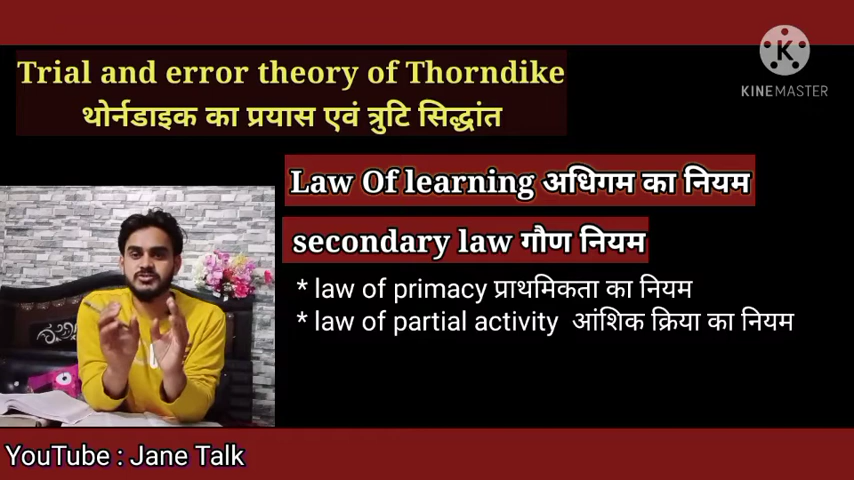 Trial and error theory of Thorndike
थोर्नडाइक का प्रयास एवं त्रुटि सिद्धांत
K
KINEMASTER
Law Of learning अधिगम का नियम
secondary law गौण नियम
* law of primacy प्राथमिकता का नियम
* law of partial activity आंशिक क्रिया का नियम
YouTube : Jane Talk